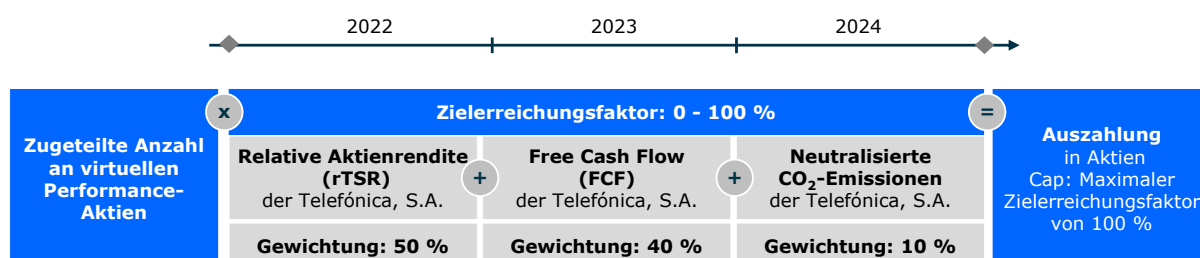 2022
2023
2024
Zugeteilte Anzahl
an virtuellen
Performance-
Aktien
x
Zielerreichungsfaktor: 0 - 100 %
Relative Aktienrendite
(rTSR)
der Telefónica, S.A.
Gewichtung: 50 %
+
Free Cash Flow
(FCF)
der Telefónica, S.A.
Gewichtung: 40 %
+
Neutralisierte
CO₂-Emissionen
der Telefónica, S.A.
Gewichtung: 10 %
=
Auszahlung
in Aktien
Cap: Maximaler
Zielerreichungsfaktor
von 100 %